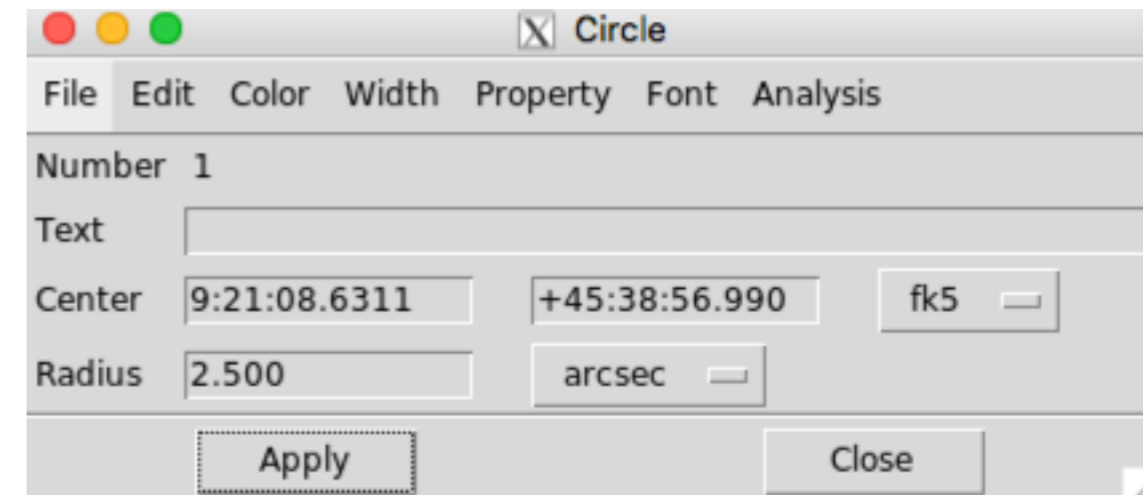 X Circle
File Edit Color Width Property Font Analysis
Number 1
Text
Center 9:21:08.6311 +45:38:56.990 fk5
Radius 2.500 arcsec
Apply Close